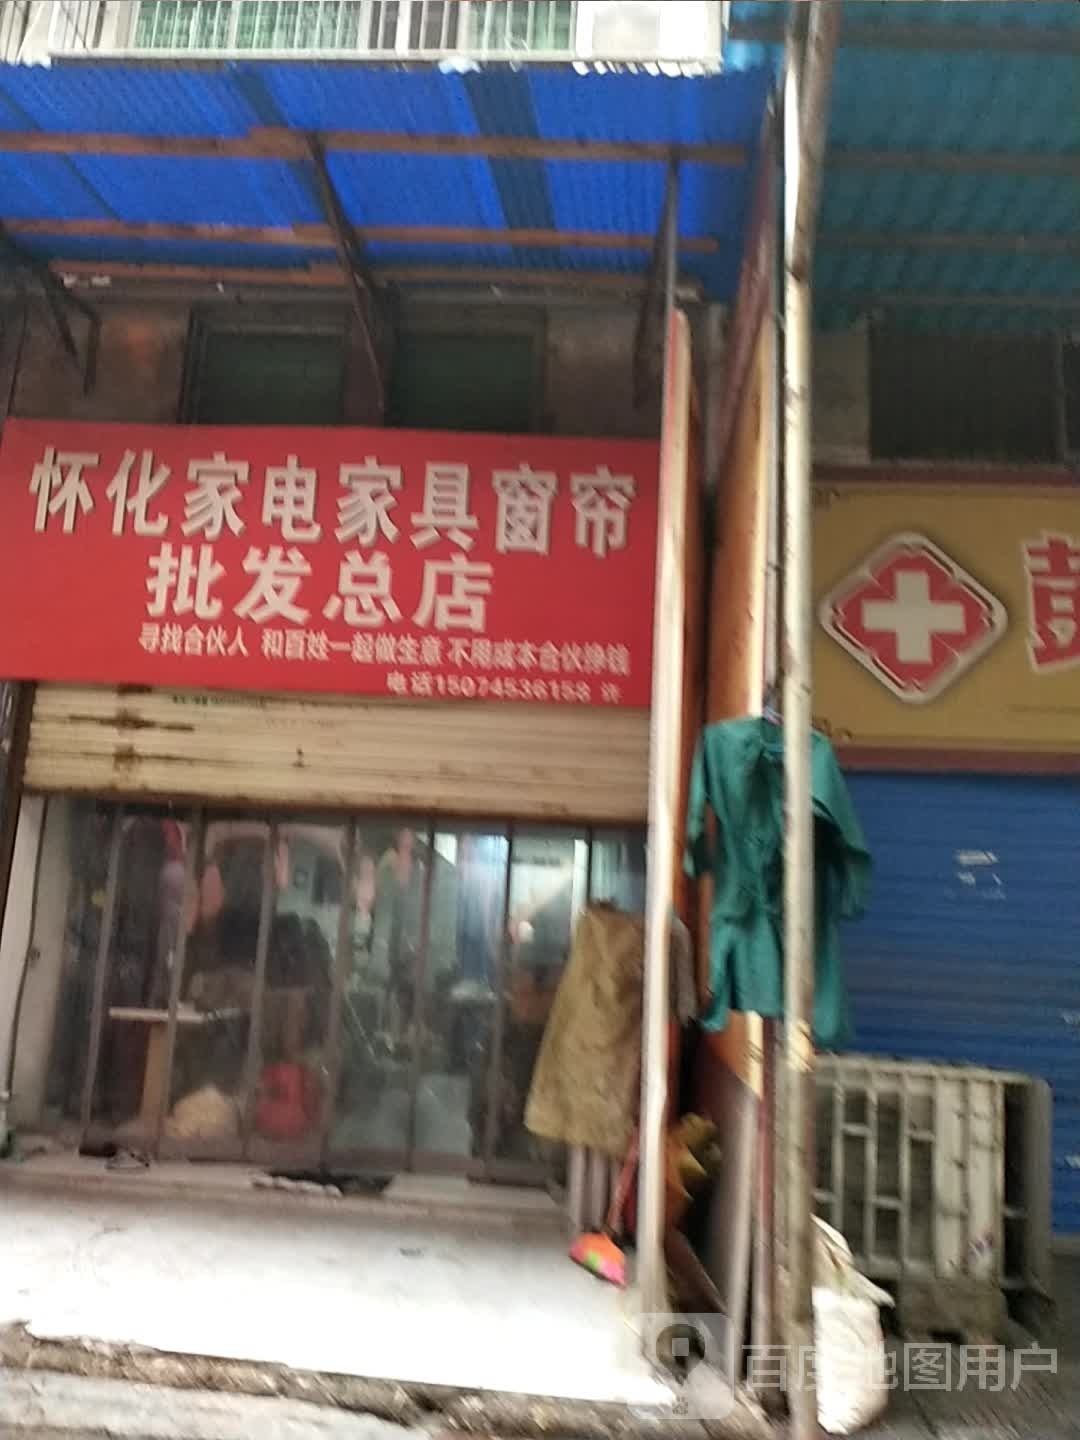 怀化家电家具窗帘
批发总店
寻找合伙人 和百姓一起做生意 不用成本合伙挣钱
电话15074536158
百度地图用户